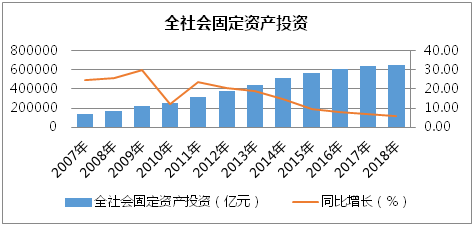 全社会固定资产投资
800000
600000
400000
200000
0
40.00
30.00
20.00
10.00
0.00
2007年
2008年
2009年
2010年
2011年
2012年
2013年
2014年
2015年
2016年
2017年
2018年
全社会固定资产投资（亿元）
同比增长（%）